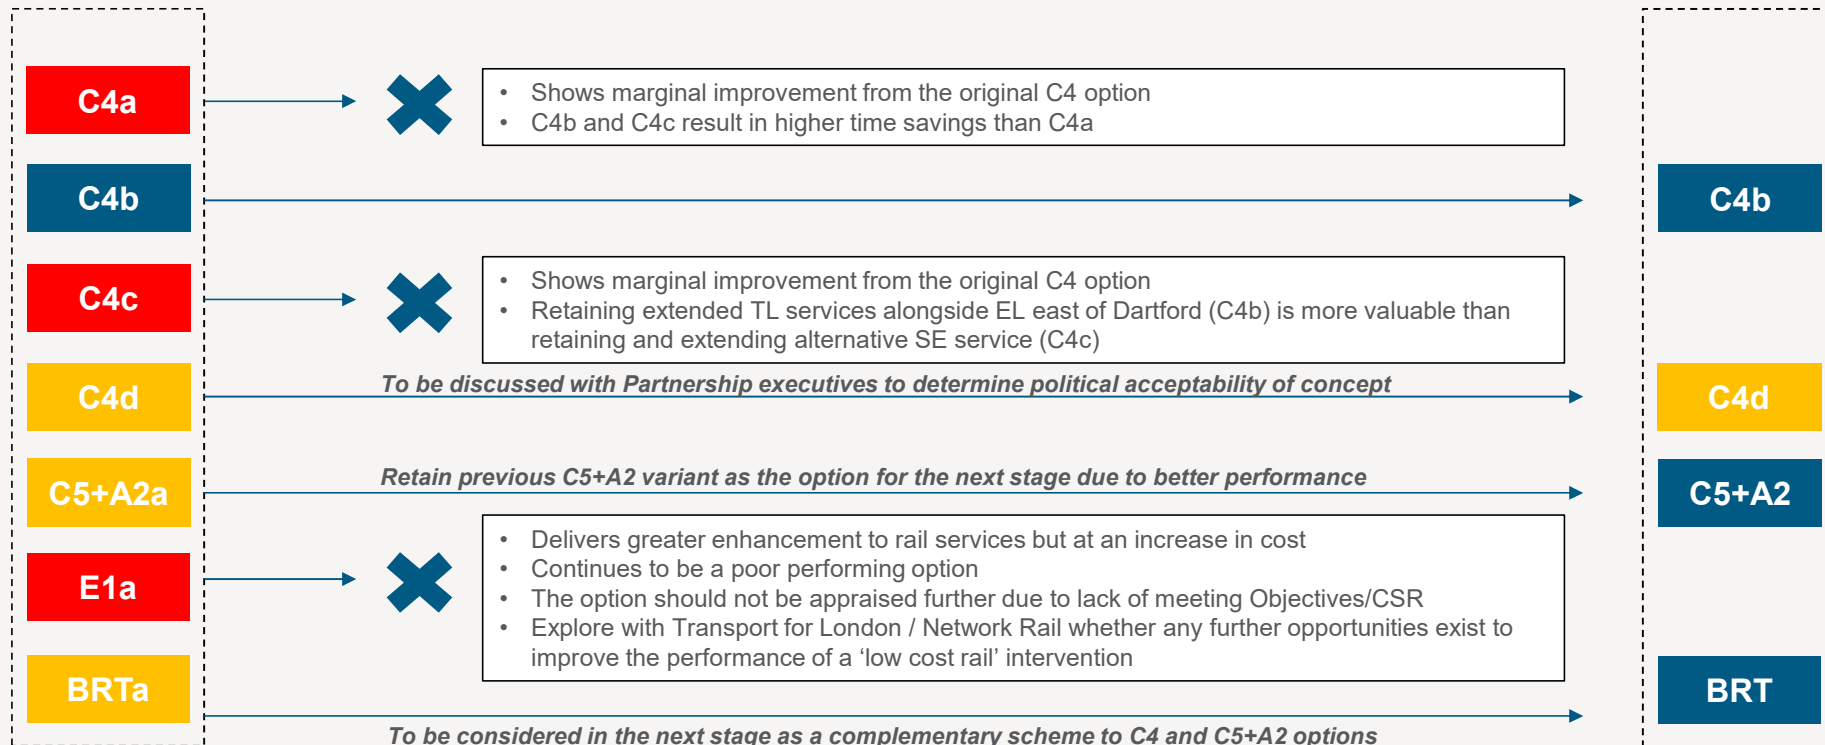 C4a
• Shows marginal improvement from the original C4 option
• C4b and C4c result in higher time savings than C4a
C4b
C4b
C4c
• Shows marginal improvement from the original C4 option
• Retaining extended TL services alongside EL east of Dartford (C4b) is more valuable than
retaining and extending alternative SE service (C4c)
To be discussed with Partnership executives to determine political acceptability of concept
C4d
C4d
Retain previous C5+A2 variant as the option for the next stage due to better performance
C5+A2a
C5+A2
E1a
• Delivers greater enhancement to rail services but at an increase in cost
• Continues to be a poor performing option
• The option should not be appraised further due to lack of meeting Objectives/CSR
• Explore with Transport for London / Network Rail whether any further opportunities exist to
improve the performance of a ‘low cost rail’ intervention
BRTa
BRT
To be considered in the next stage as a complementary scheme to C4 and C5+A2 options